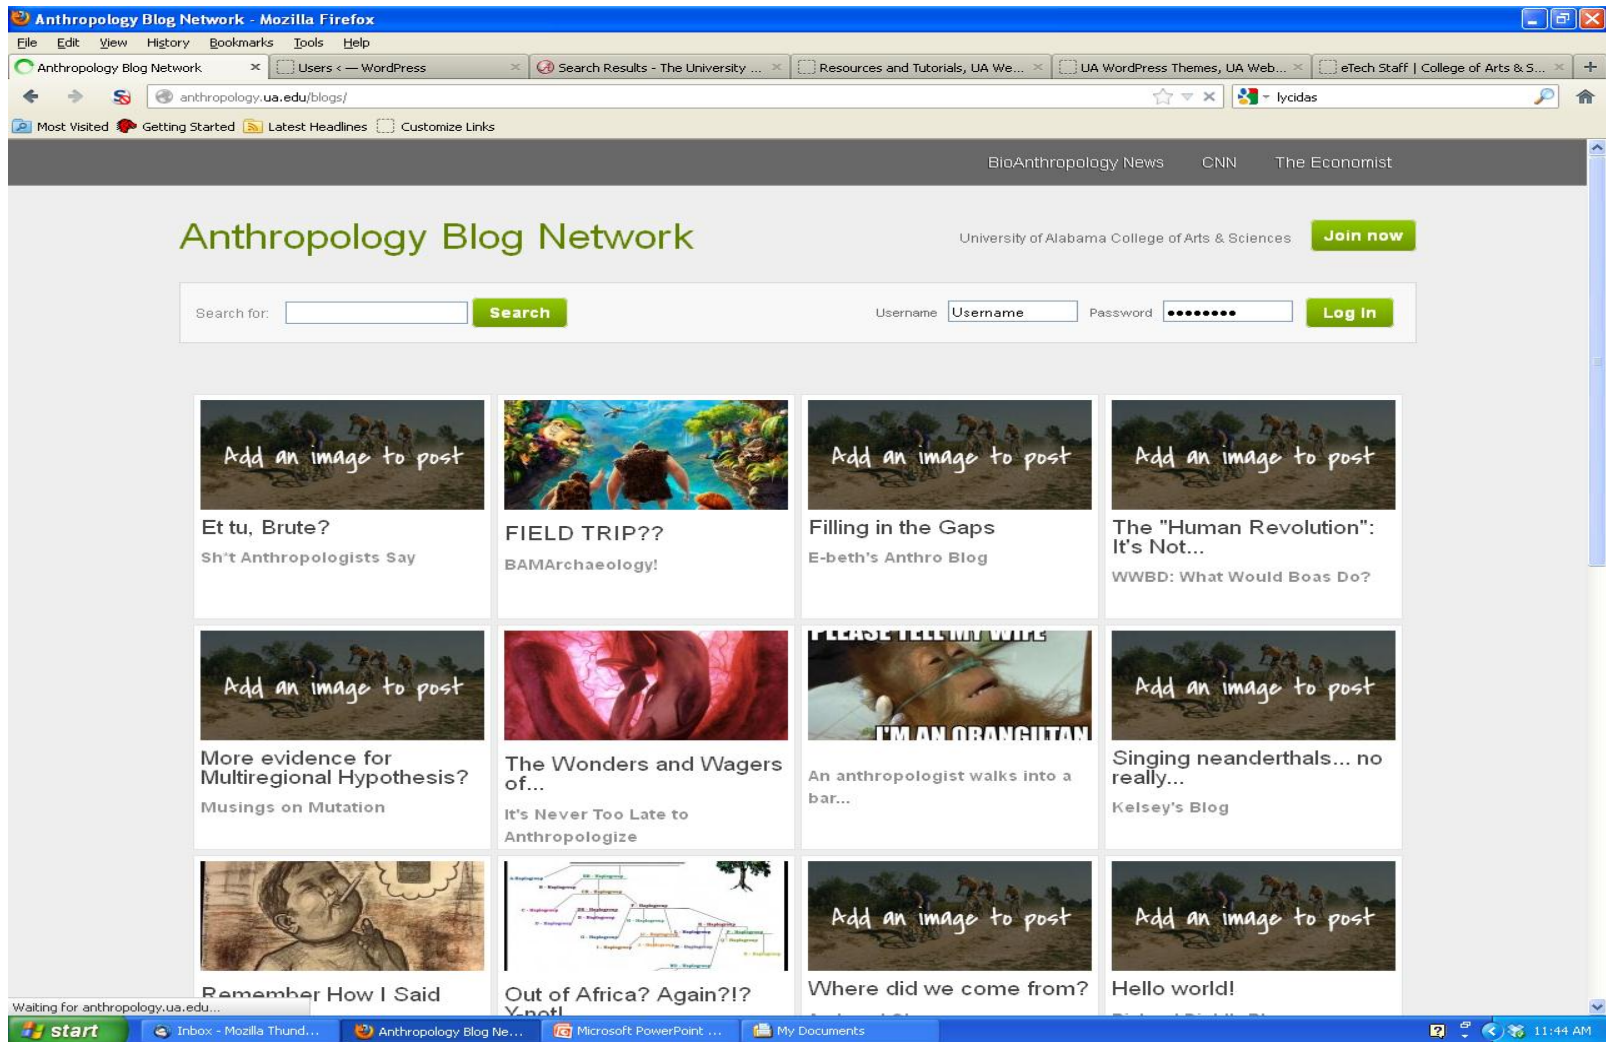 Anthropology Blog Network - Mozilla Firefox
File Edit View History Bookmarks Tools Help
Anthropology Blog Network
Users < — WordPress
Search Results - The University ...
Resources and Tutorials, UA We...
UA WordPress Themes, UA Web...
eTech Staff | College of Arts & S...
anthropology.ua.edu/blogs/
lycidas
Most Visited Getting Started Latest Headlines Customize Links
BioAnthropology News CNN The Economist
Anthropology Blog Network
University of Alabama College of Arts & Sciences
Join now
Search for:
Search
Username Username
Password
Log In
Add an image to post
Et tu, Brute?
Sh*t Anthropologists Say
FIELD TRIP??
BAMArchaeology!
Add an image to post
Filling in the Gaps
E-beth's Anthro Blog
Add an image to post
The "Human Revolution":
It's Not...
WWBD: What Would Boas Do?
Add an image to post
More evidence for
Multiregional Hypothesis?
Musings on Mutation
The Wonders and Wagers
of...
It's Never Too Late to
Anthropologize
PLEASE TELL MY WIFE
I'M AN ORANGUTAN
An anthropologist walks into a
bar...
Add an image to post
Singing neanderthals... no
really...
Kelsey's Blog
Remember How I Said
Out of Africa? Again?!?
Y-not!
Add an image to post
Where did we come from?
Add an image to post
Hello world!
Waiting for anthropology.ua.edu...
start
Inbox - Mozilla Thund...
Anthropology Blog Ne...
Microsoft PowerPoint ...
My Documents
11:44 AM